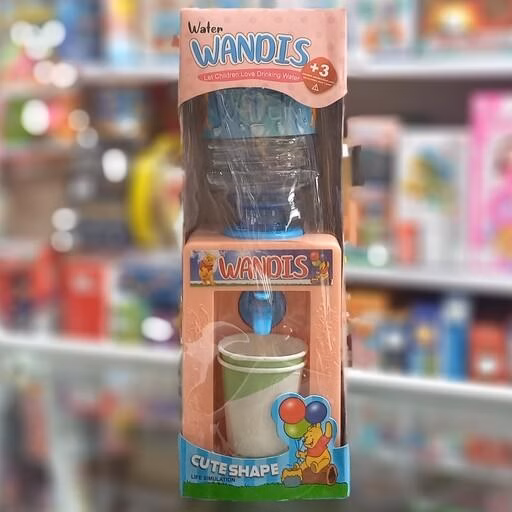 Water
WANDIS
Let Children Love Drinking Water
+3
WANDIS
CUTE SHAPE
LIFE SIMULATION